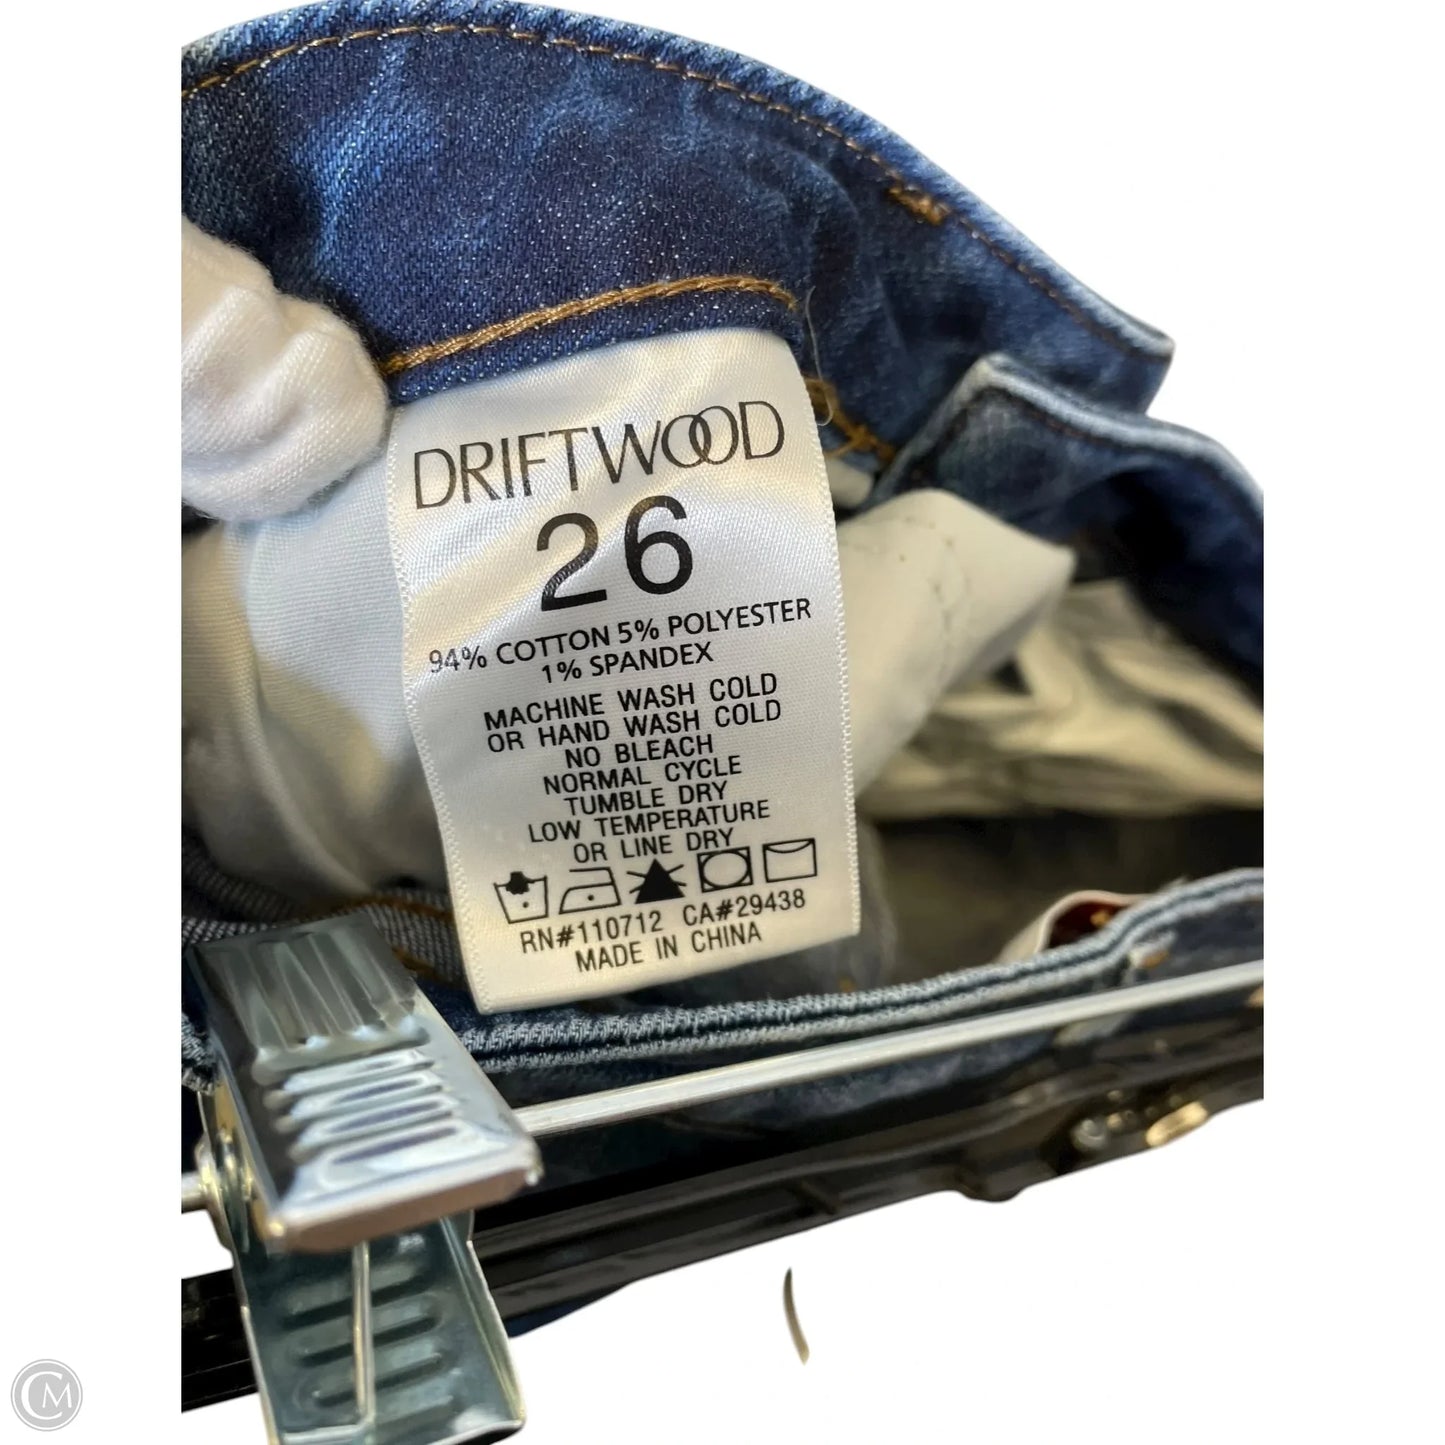 DRIFTWOOD
26
94% COTTON 5% POLYESTER
1% SPANDEX
MACHINE WASH COLD
OR HAND WASH COLD
NO BLEACH
NORMAL CYCLE
TUMBLE DRY
LOW TEMPERATURE
OR LINE DRY
RN#110712 CA#29438
MADE IN CHINA
CM